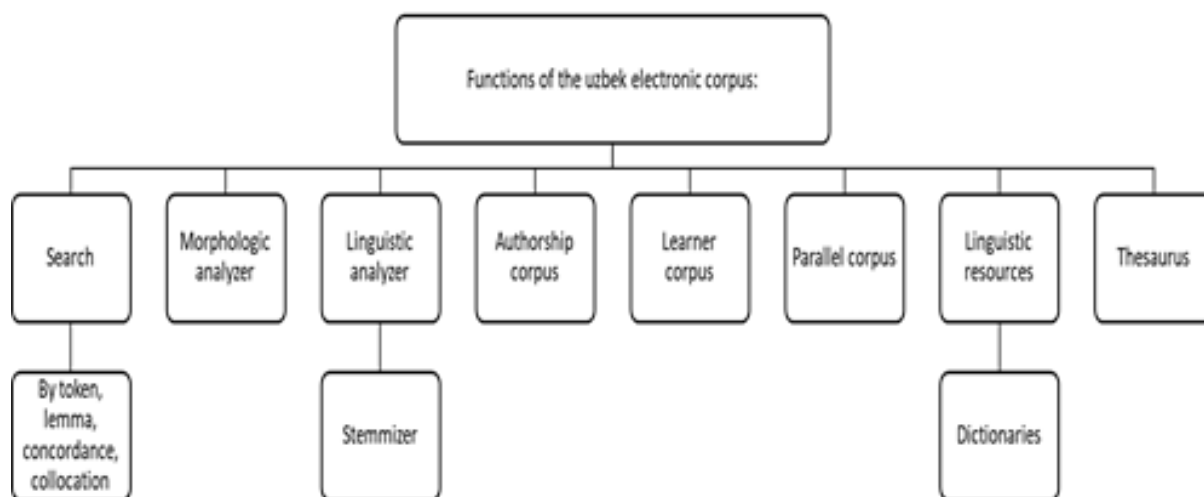 Functions of the uzbek electronic corpus:
Search
Morphologic
analyzer
Linguistic
analyzer
Authorship
corpus
Learner
corpus
Parallel corpus
Linguistic
resources
Thesaurus
By token,
lemma,
concordance,
collocation
Stemmizer
Dictionaries